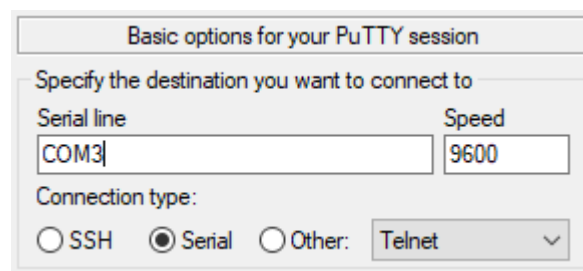 Basic options for your PuTTY session
Specify the destination you want to connect to
Serial line Speed
COM3 9600
Connection type:
SSH Serial Other: Telnet